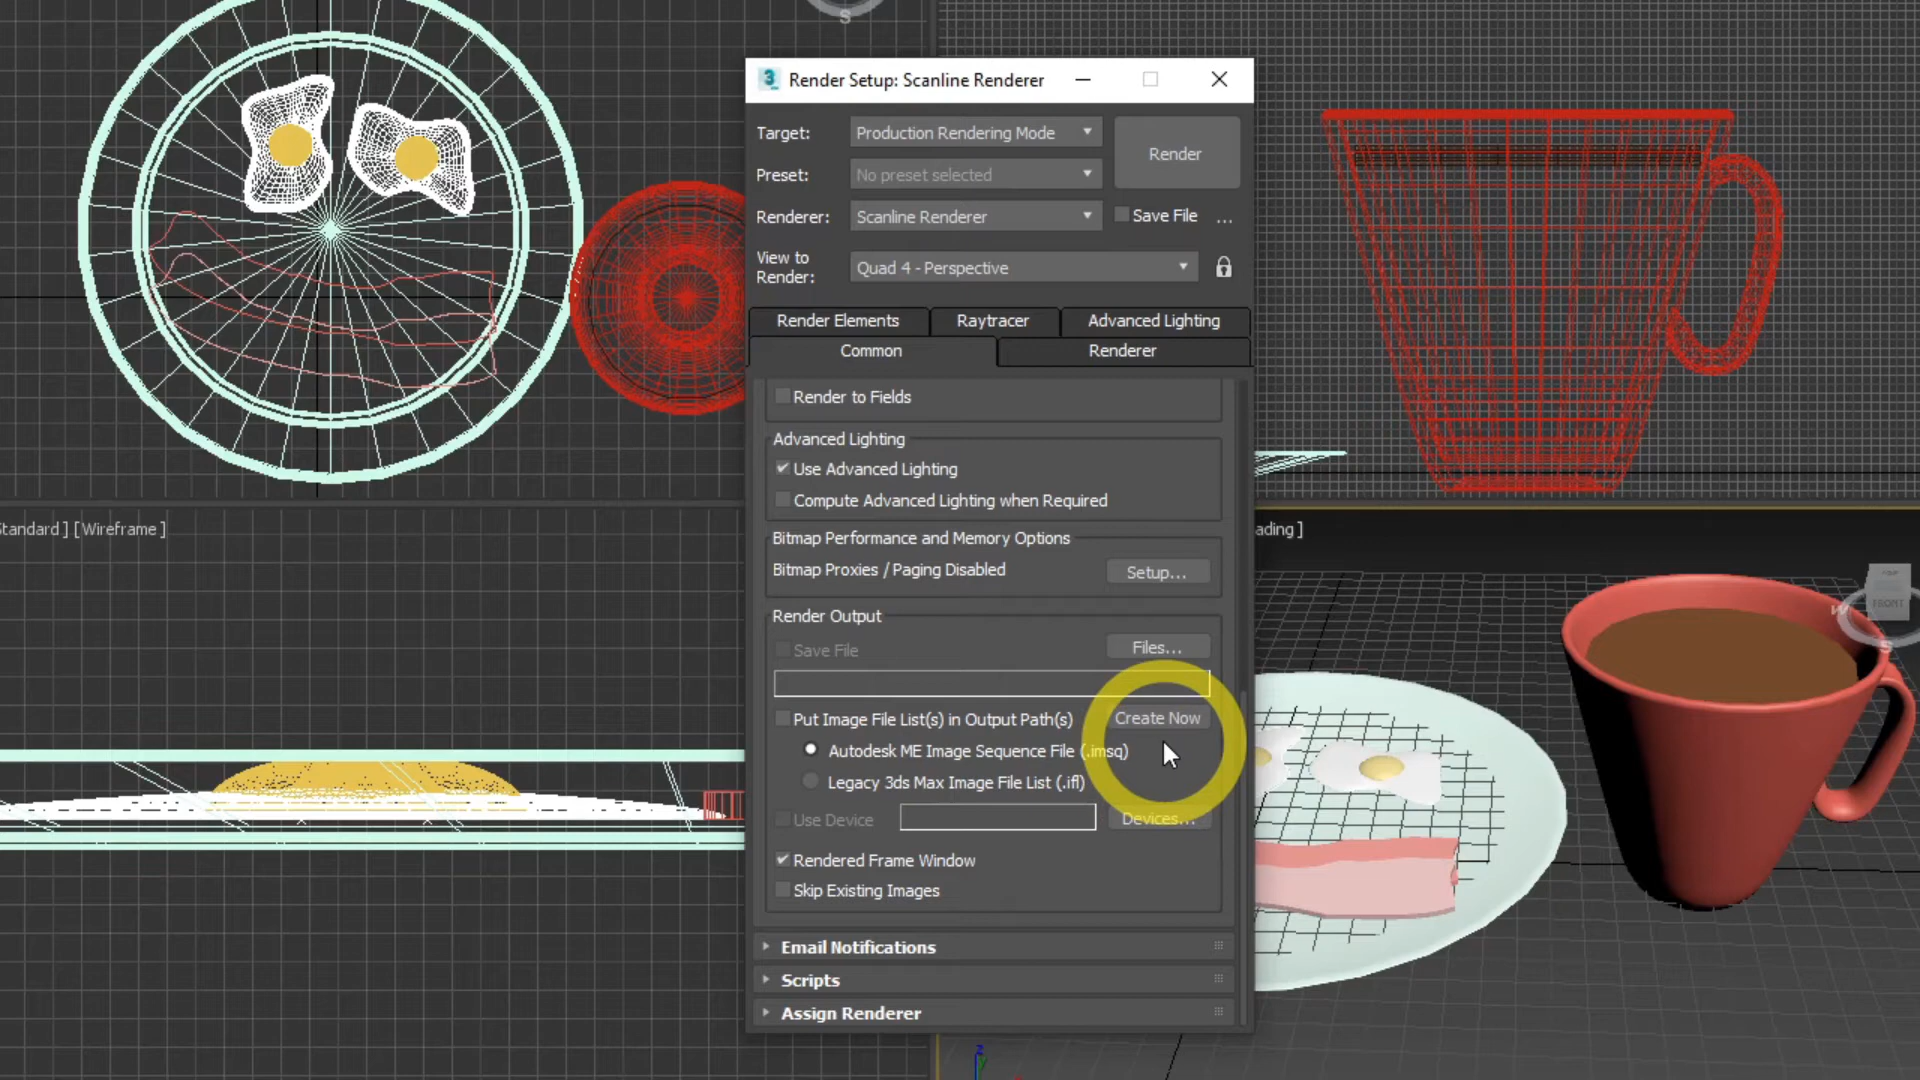 S
Render Setup: Scanline Renderer
Target: Production Rendering Mode
Render
Preset: No preset selected
Renderer: Scanline Renderer
Save File ...
View to
Render:
Quad 4 - Perspective
Render Elements Raytracer Advanced Lighting
Common Renderer
Render to Fields
Advanced Lighting
Use Advanced Lighting
Compute Advanced Lighting when Required
Standard ] [ Wireframe ]
ading ]
Bitmap Performance and Memory Options
Bitmap Proxies / Paging Disabled Setup...
Render Output
Save File Files...
FRONT
W
S
Put Image File List(s) in Output Path(s) Create Now
Autodesk ME Image Sequence File (.imsq)
Legacy 3ds Max Image File List (.ifl)
Use Device Devices...
Rendered Frame Window
Skip Existing Images
Email Notifications
Scripts
Assign Renderer
z